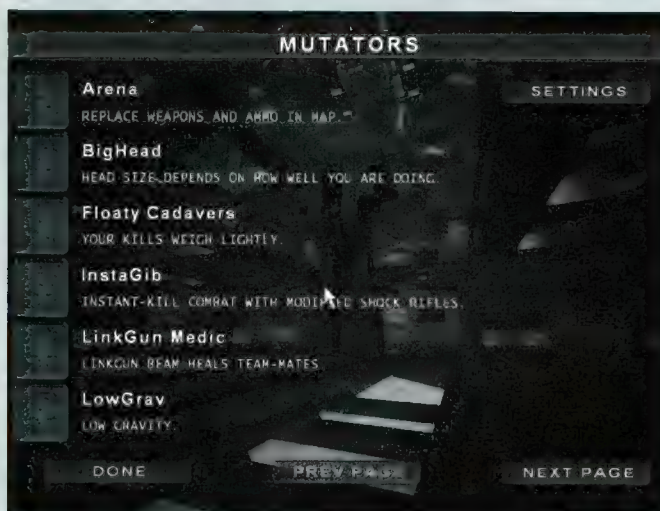 MUTATORS
Arena
SETTINGS
REPLACE WEAPONS AND AMMO IN MAP.
BigHead
HEAD SIZE DEPENDS ON HOW WELL YOU ARE DOING.
Floaty Cadavers
YOUR KILLS WEIGH LIGHTLY.
InstaGib
INSTANT-KILL COMBAT WITH MODIFIED SHOCK RIFLES.
LinkGun Medic
LINKGUN BEAM HEALS TEAM-MATES
LowGrav
LOW GRAVITY.
DONE
PREV PAGE
NEXT PAGE